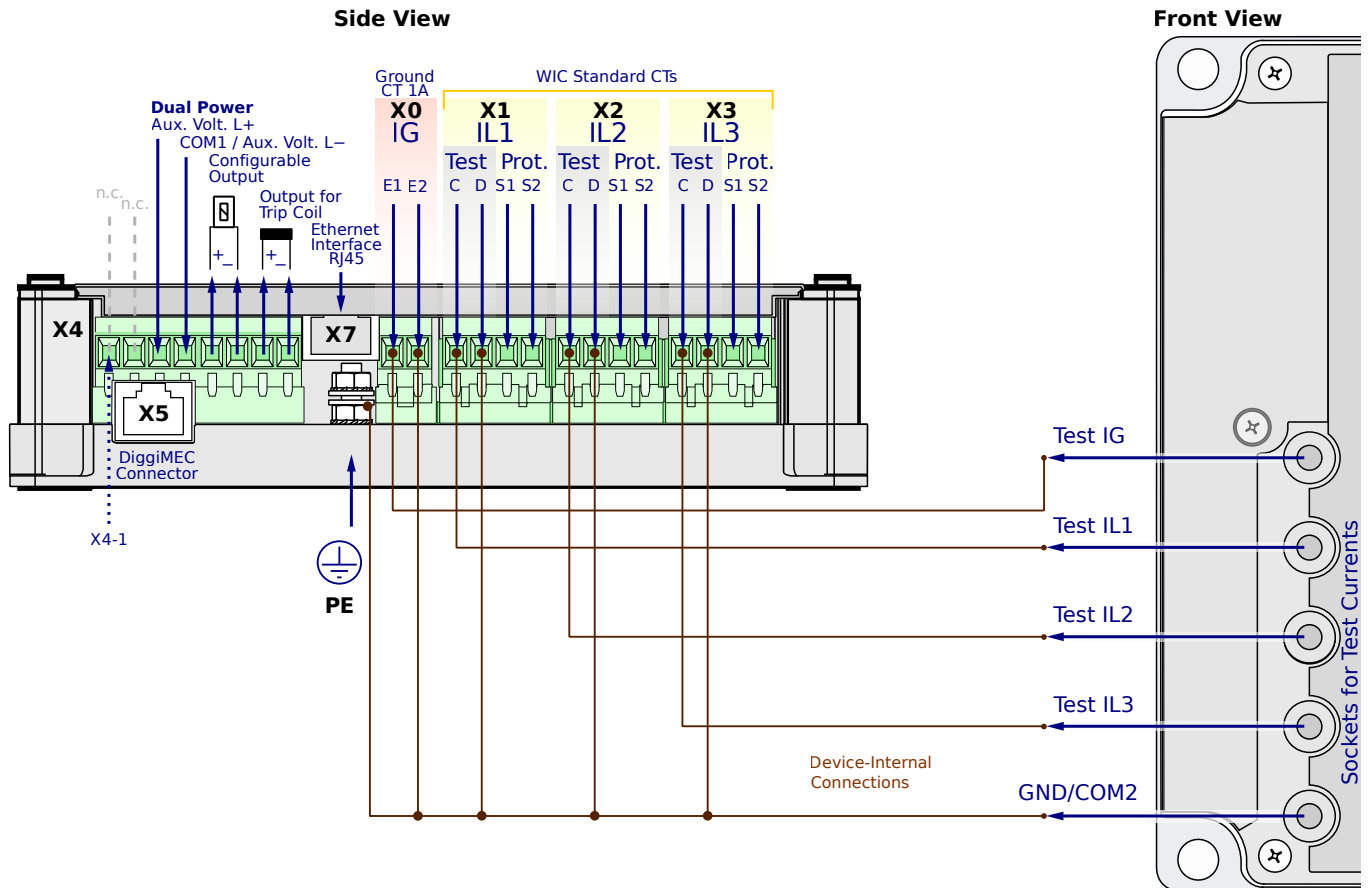 Side View
Front View
Ground
CT 1A
WIC Standard CTs
X0
IG
X1
IL1
X2
IL2
X3
IL3
Dual Power
Aux. Volt. L+
COM1 / Aux. Volt. L−
Configurable
Output
Output for
Trip Coil
Ethernet
Interface
RJ45
n.c.
n.c.
+
−
+
−
Test Prot.
Test Prot.
Test Prot.
E1 E2
C D S1 S2
C D S1 S2
C D S1 S2
X4
X7
X5
DiggiMEC
Connector
X4-1
PE
Test IG
Test IL1
Test IL2
Test IL3
GND/COM2
Device-Internal
Connections
Sockets for Test Currents